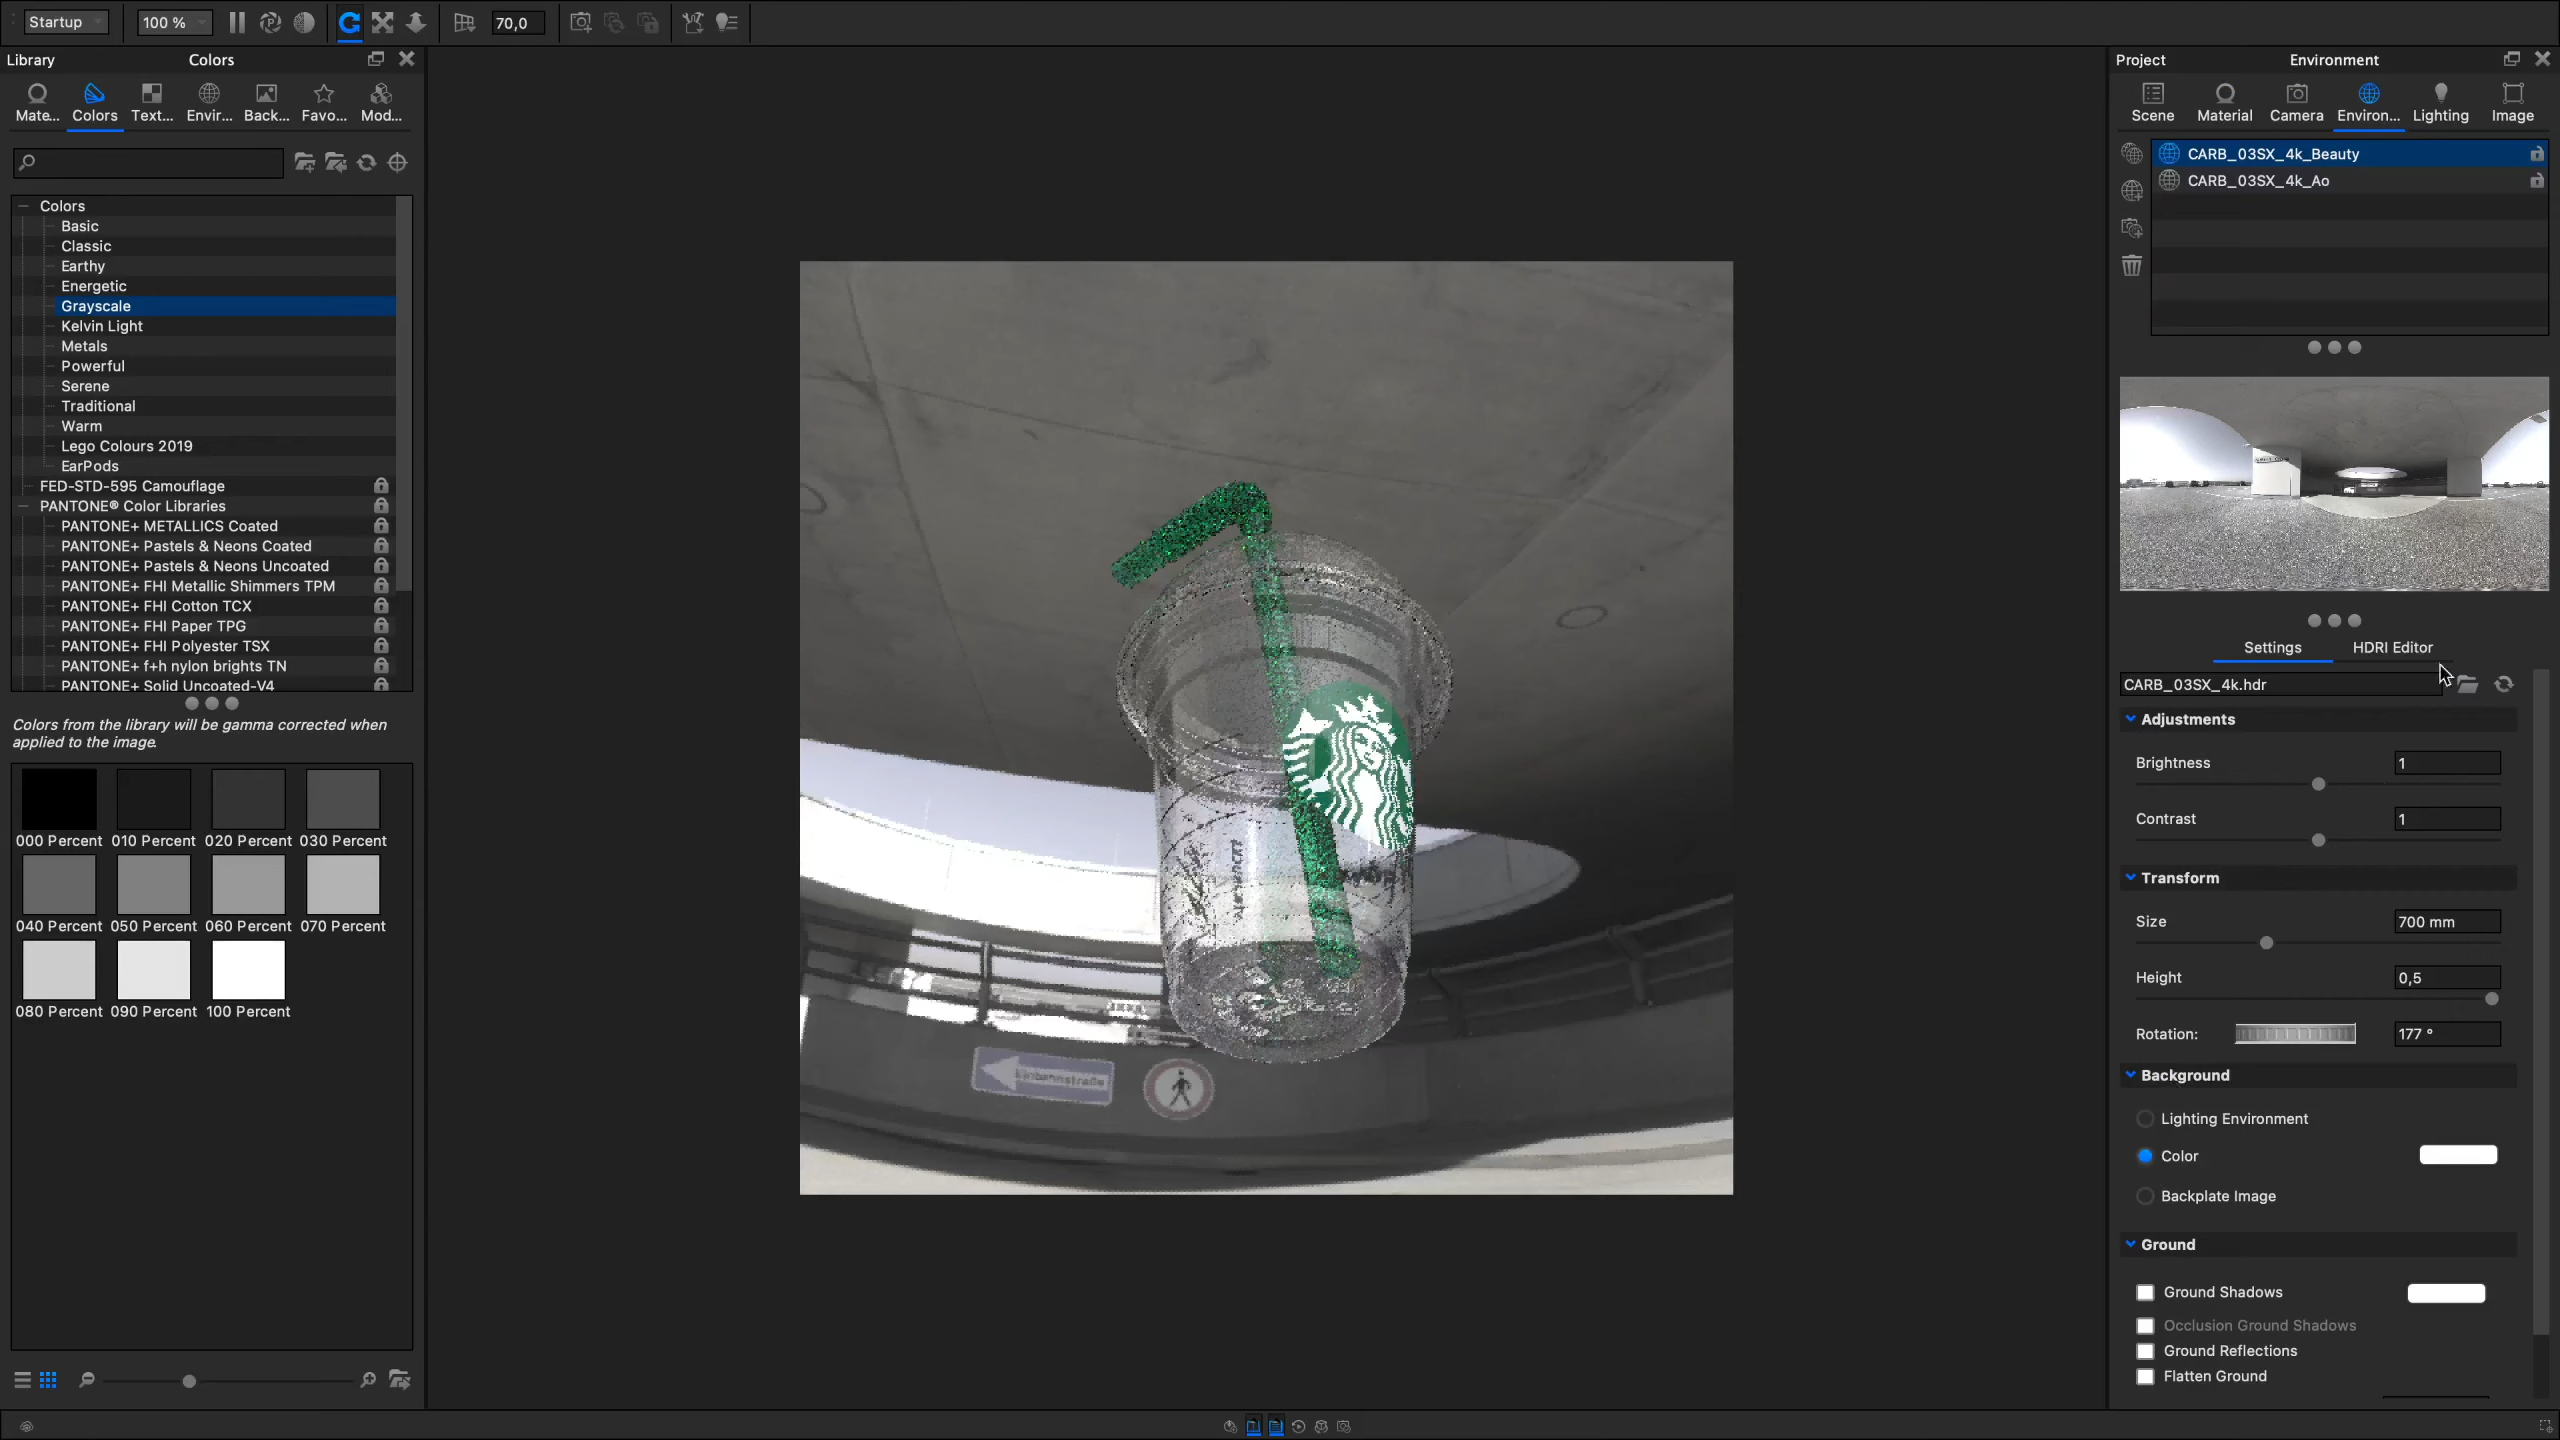 Startup
100 %
70,0
Library
Colors
Mate...
Colors
Text...
Envir...
Back...
Favo...
Mod...
Colors
Basic
Classic
Earthy
Energetic
Grayscale
Kelvin Light
Metals
Powerful
Serene
Traditional
Warm
Lego Colours 2019
EarPods
FED-STD-595 Camouflage
PANTONE® Color Libraries
PANTONE+ METALLICS Coated
PANTONE+ Pastels & Neons Coated
PANTONE+ Pastels & Neons Uncoated
PANTONE+ FHI Metallic Shimmers TPM
PANTONE+ FHI Cotton TCX
PANTONE+ FHI Paper TPG
PANTONE+ FHI Polyester TSX
PANTONE+ f+h nylon brights TN
PANTONE+ Solid Uncoated-V4
Colors from the library will be gamma corrected when
applied to the image.
000 Percent
010 Percent
020 Percent
030 Percent
040 Percent
050 Percent
060 Percent
070 Percent
080 Percent
090 Percent
100 Percent
Project
Environment
Scene
Material
Camera
Environ...
Lighting
Image
CARB_03SX_4k_Beauty
CARB_03SX_4k_Ao
Settings
HDRI Editor
CARB_03SX_4k.hdr
Adjustments
Brightness
1
Contrast
1
Transform
Size
700 mm
Height
0,5
Rotation:
177 °
Background
Lighting Environment
Color
Backplate Image
Ground
Ground Shadows
Occlusion Ground Shadows
Ground Reflections
Flatten Ground